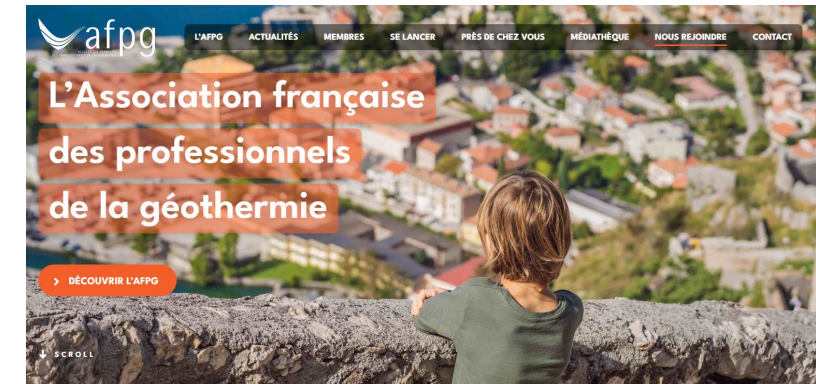 afpg
L'AFPG
ACTUALITÉS
MEMBRES
SE LANCER
PRÈS DE CHEZ VOUS
MÉDIATHÈQUE
NOUS REJOINDRE
CONTACT
L'Association française
des professionnels
de la géothermie
DÉCOUVRIR L'AFPG
SCROLL